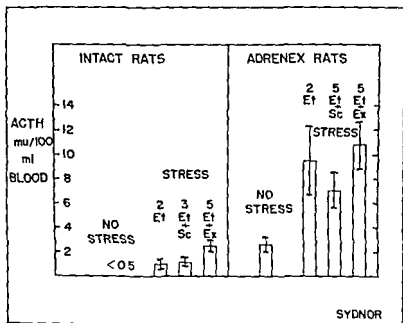 INTACT RATS
ADRENEX RATS
ACTH
mu/100
ml
BLOOD
14
12
10
8
6
4
2
NO
STRESS
<05
STRESS
2
Et
3
Et
+
Sc
5
Et
+
Ex
NO
STRESS
2
Et
5
Et
+
Sc
5
Et
+
Ex
STRESS
SYDNOR